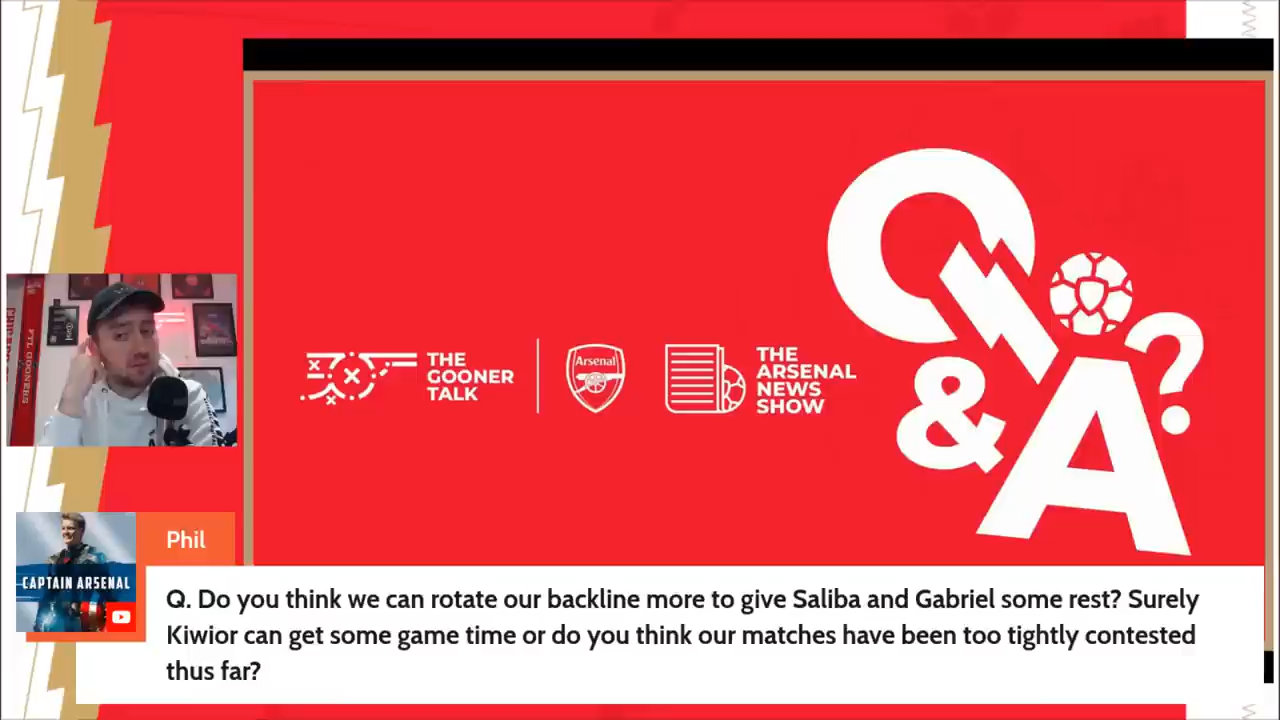 Q
&
A
?
THE
GOONER
TALK
Arsenal
THE
ARSENAL
NEWS
SHOW
FTL GOONERS
Phil
CAPTAIN ARSENAL
Q. Do you think we can rotate our backline more to give Saliba and Gabriel some rest? Surely
Kiwior can get some game time or do you think our matches have been too tightly contested
thus far?